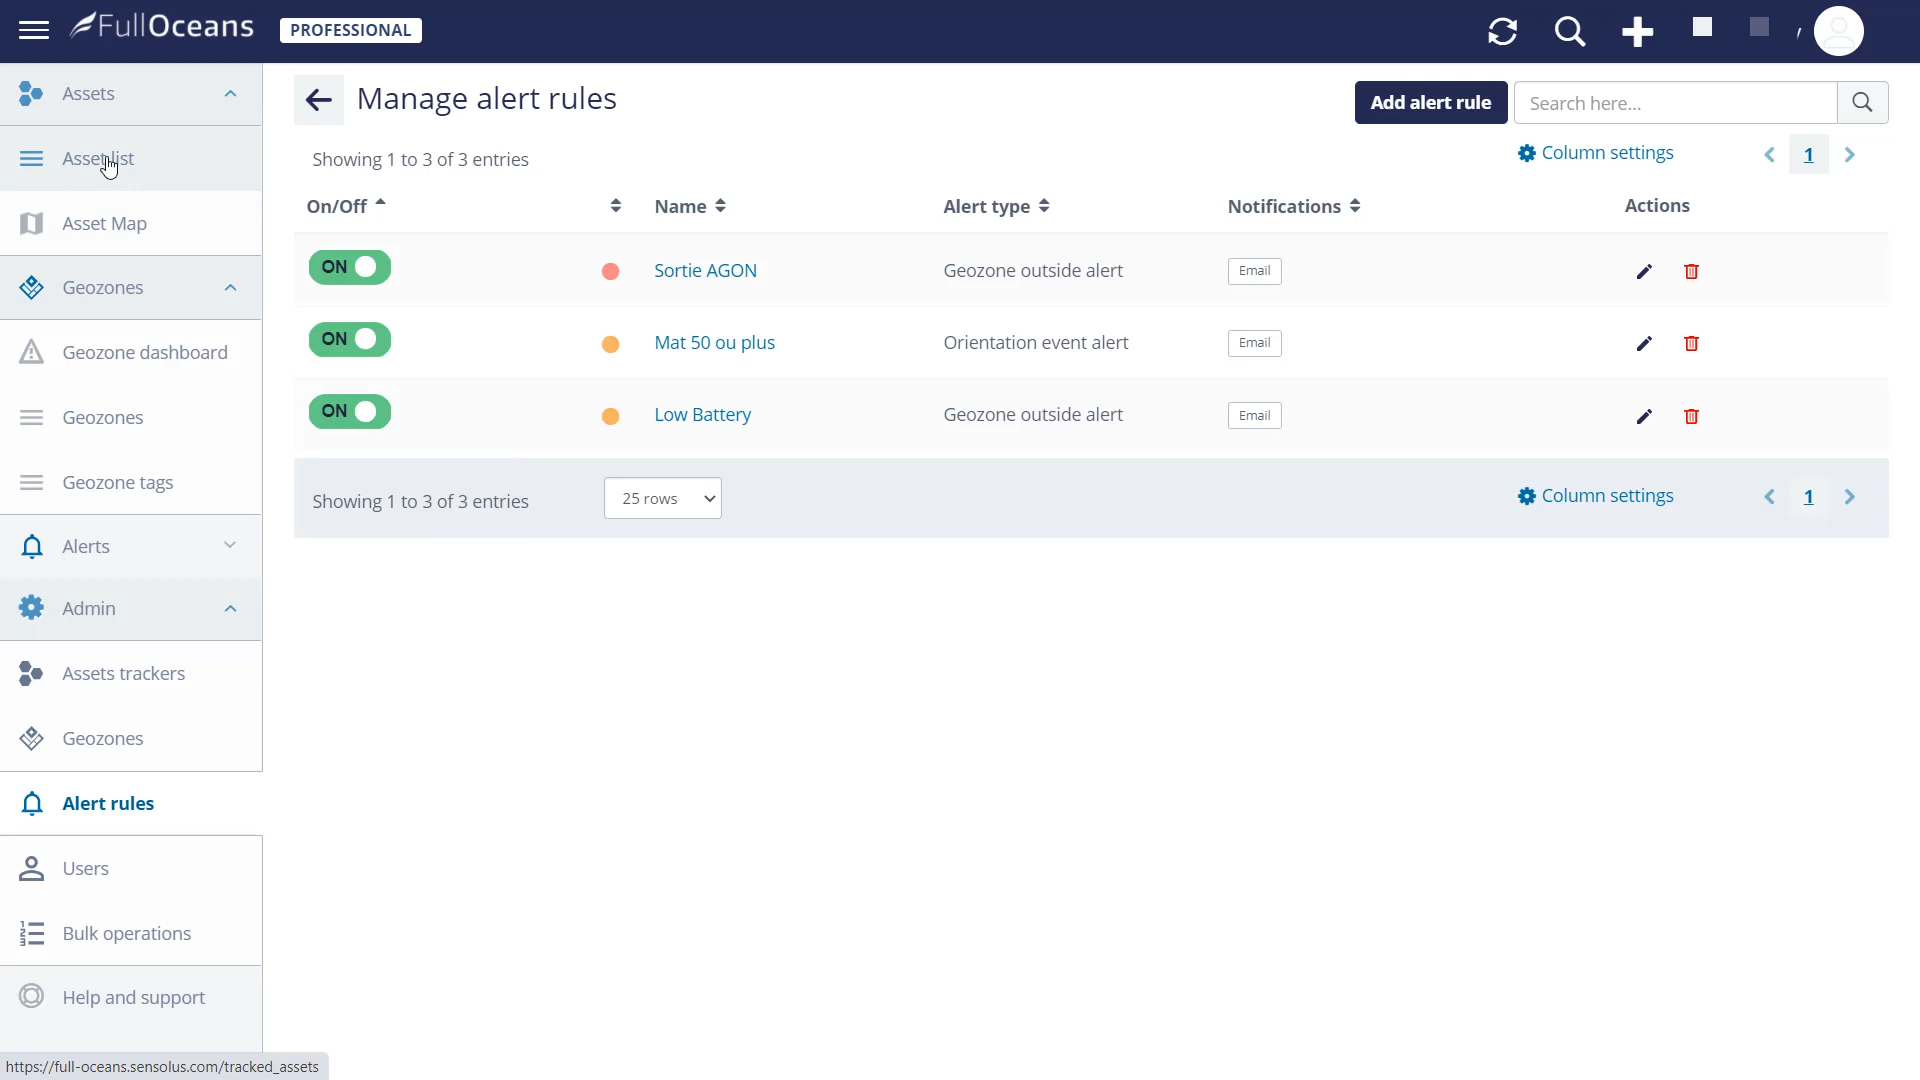 FullOceans PROFESSIONAL
Assets
Asset list
Asset Map
Geozones
Geozone dashboard
Geozones
Geozone tags
Alerts
Admin
Assets trackers
Geozones
Alert rules
Users
Bulk operations
Help and support
Manage alert rules
Add alert rule
Search here...
Showing 1 to 3 of 3 entries
Column settings
1
On/Off Name Alert type Notifications Actions
ON Sortie AGON Geozone outside alert Email
ON Mat 50 ou plus Orientation event alert Email
ON Low Battery Geozone outside alert Email
Showing 1 to 3 of 3 entries 25 rows Column settings 1
https://full-oceans.sensolus.com/tracked_assets